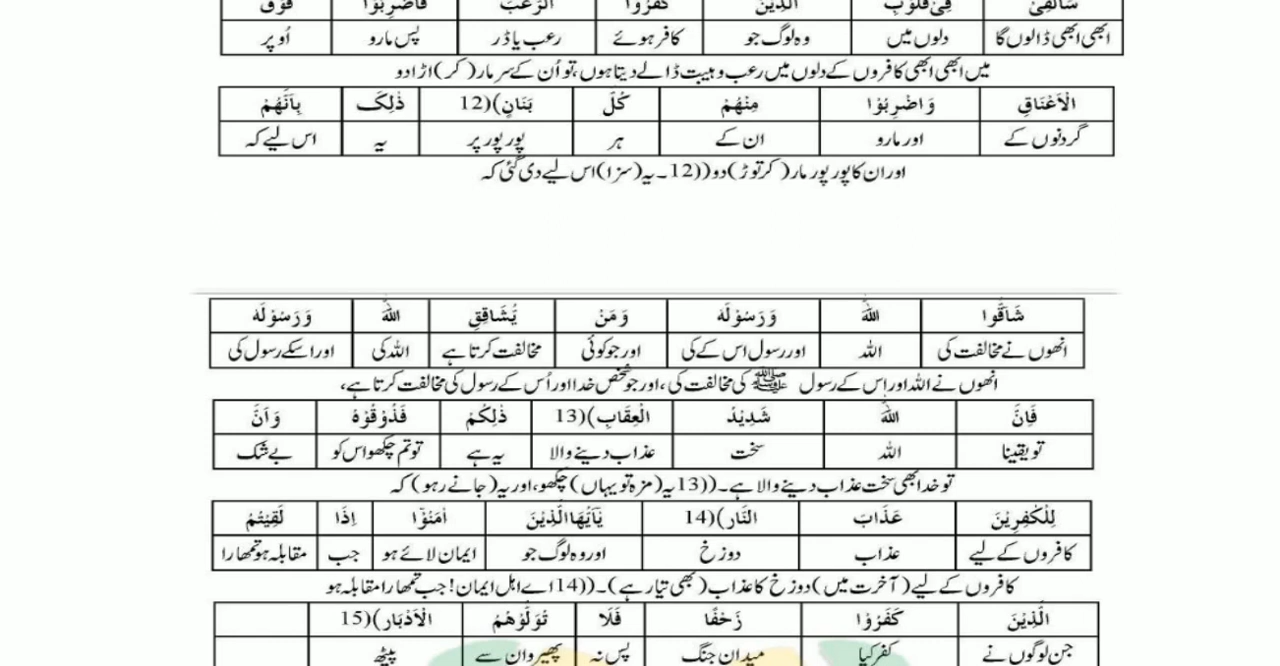 سَاُلْقِیْ فِیْ قُلُوْبِ الَّذِیْنَ كَفَرُوا الرُّعْبَ فَاضْرِبُوْا فَوْقَ
ابھی ابھی ڈالوں گا دلوں میں وہ لوگ جو کافر ہوئے رعب یا ڈر پس مارو اُوپر
میں ابھی ابھی کافروں کے دلوں میں رعب و ہیبت ڈالے دیتا ہوں، تو اُن کے سر مار( کر) اڑا دو
الْاَعْنَاقِ وَاضْرِبُوْا مِنْهُمْ كُلَّ بَنَانٍ)(12 ذٰلِکَ بِاَنَّهُمْ
گردنوں کے اور مارو ان کے ہر پور پور پر یہ اس لیے کہ
اور ان کا پور پور مار( کر توڑ) دو((12۔ یہ(سزا) اس لیے دی گئی کہ
شَاقُّوا اللّٰهَ وَرَسُوْلَه وَمَنْ یُّشَاقِقِ اللّٰهَ وَرَسُوْلَه
انھوں نے مخالفت کی اللہ اور رسول اس کے کی اور جو کوئی مخالفت کرتا ہے اللہ کی اور اسکے رسول کی
انھوں نے اللہ اور اس کے رسول ﷺ کی مخالفت کی، اور جو شخص خدا اور اُس کے رسول کی مخالفت کرتا ہے،
فَاِنَّ اللّٰهَ شَدِیْدُ الْعِقَابِ)(13 ذٰلِكُمْ فَذُوْقُوْهُ وَاَنَّ
تو یقینا اللہ سخت عذاب دینے والا یہ ہے تو تم چکھو اس کو بے شک
تو خدا بھی سخت عذاب دینے والا ہے۔((13 یہ(مزہ تو یہاں) چکھو، اور یہ(جانے رہو) کہ
لِلْكٰفِرِیْنَ عَذَابَ النَّار)(14 یٰۤاَیُّهَا الَّذِیْنَ اٰمَنُوْۤا اِذَا لَقِیْتُمُ
کافروں کے لیے عذاب دوزخ اور وہ لوگ جو ایمان لائے ہو جب مقابلہ ہو تمھارا
کافروں کے لیے( آخرت میں) دوزخ کا عذاب( بھی تیار ہے)۔((14 اے اہل ایمان! جب تمھارا مقابلہ ہو
الَّذِیْنَ كَفَرُوْا زَحْفًا فَلَا تُوَلُّوْهُمُ الْاَدْبَار)(15
جن لوگوں نے کفر کیا میدان جنگ پس نہ پھیرو ان سے پیٹھ